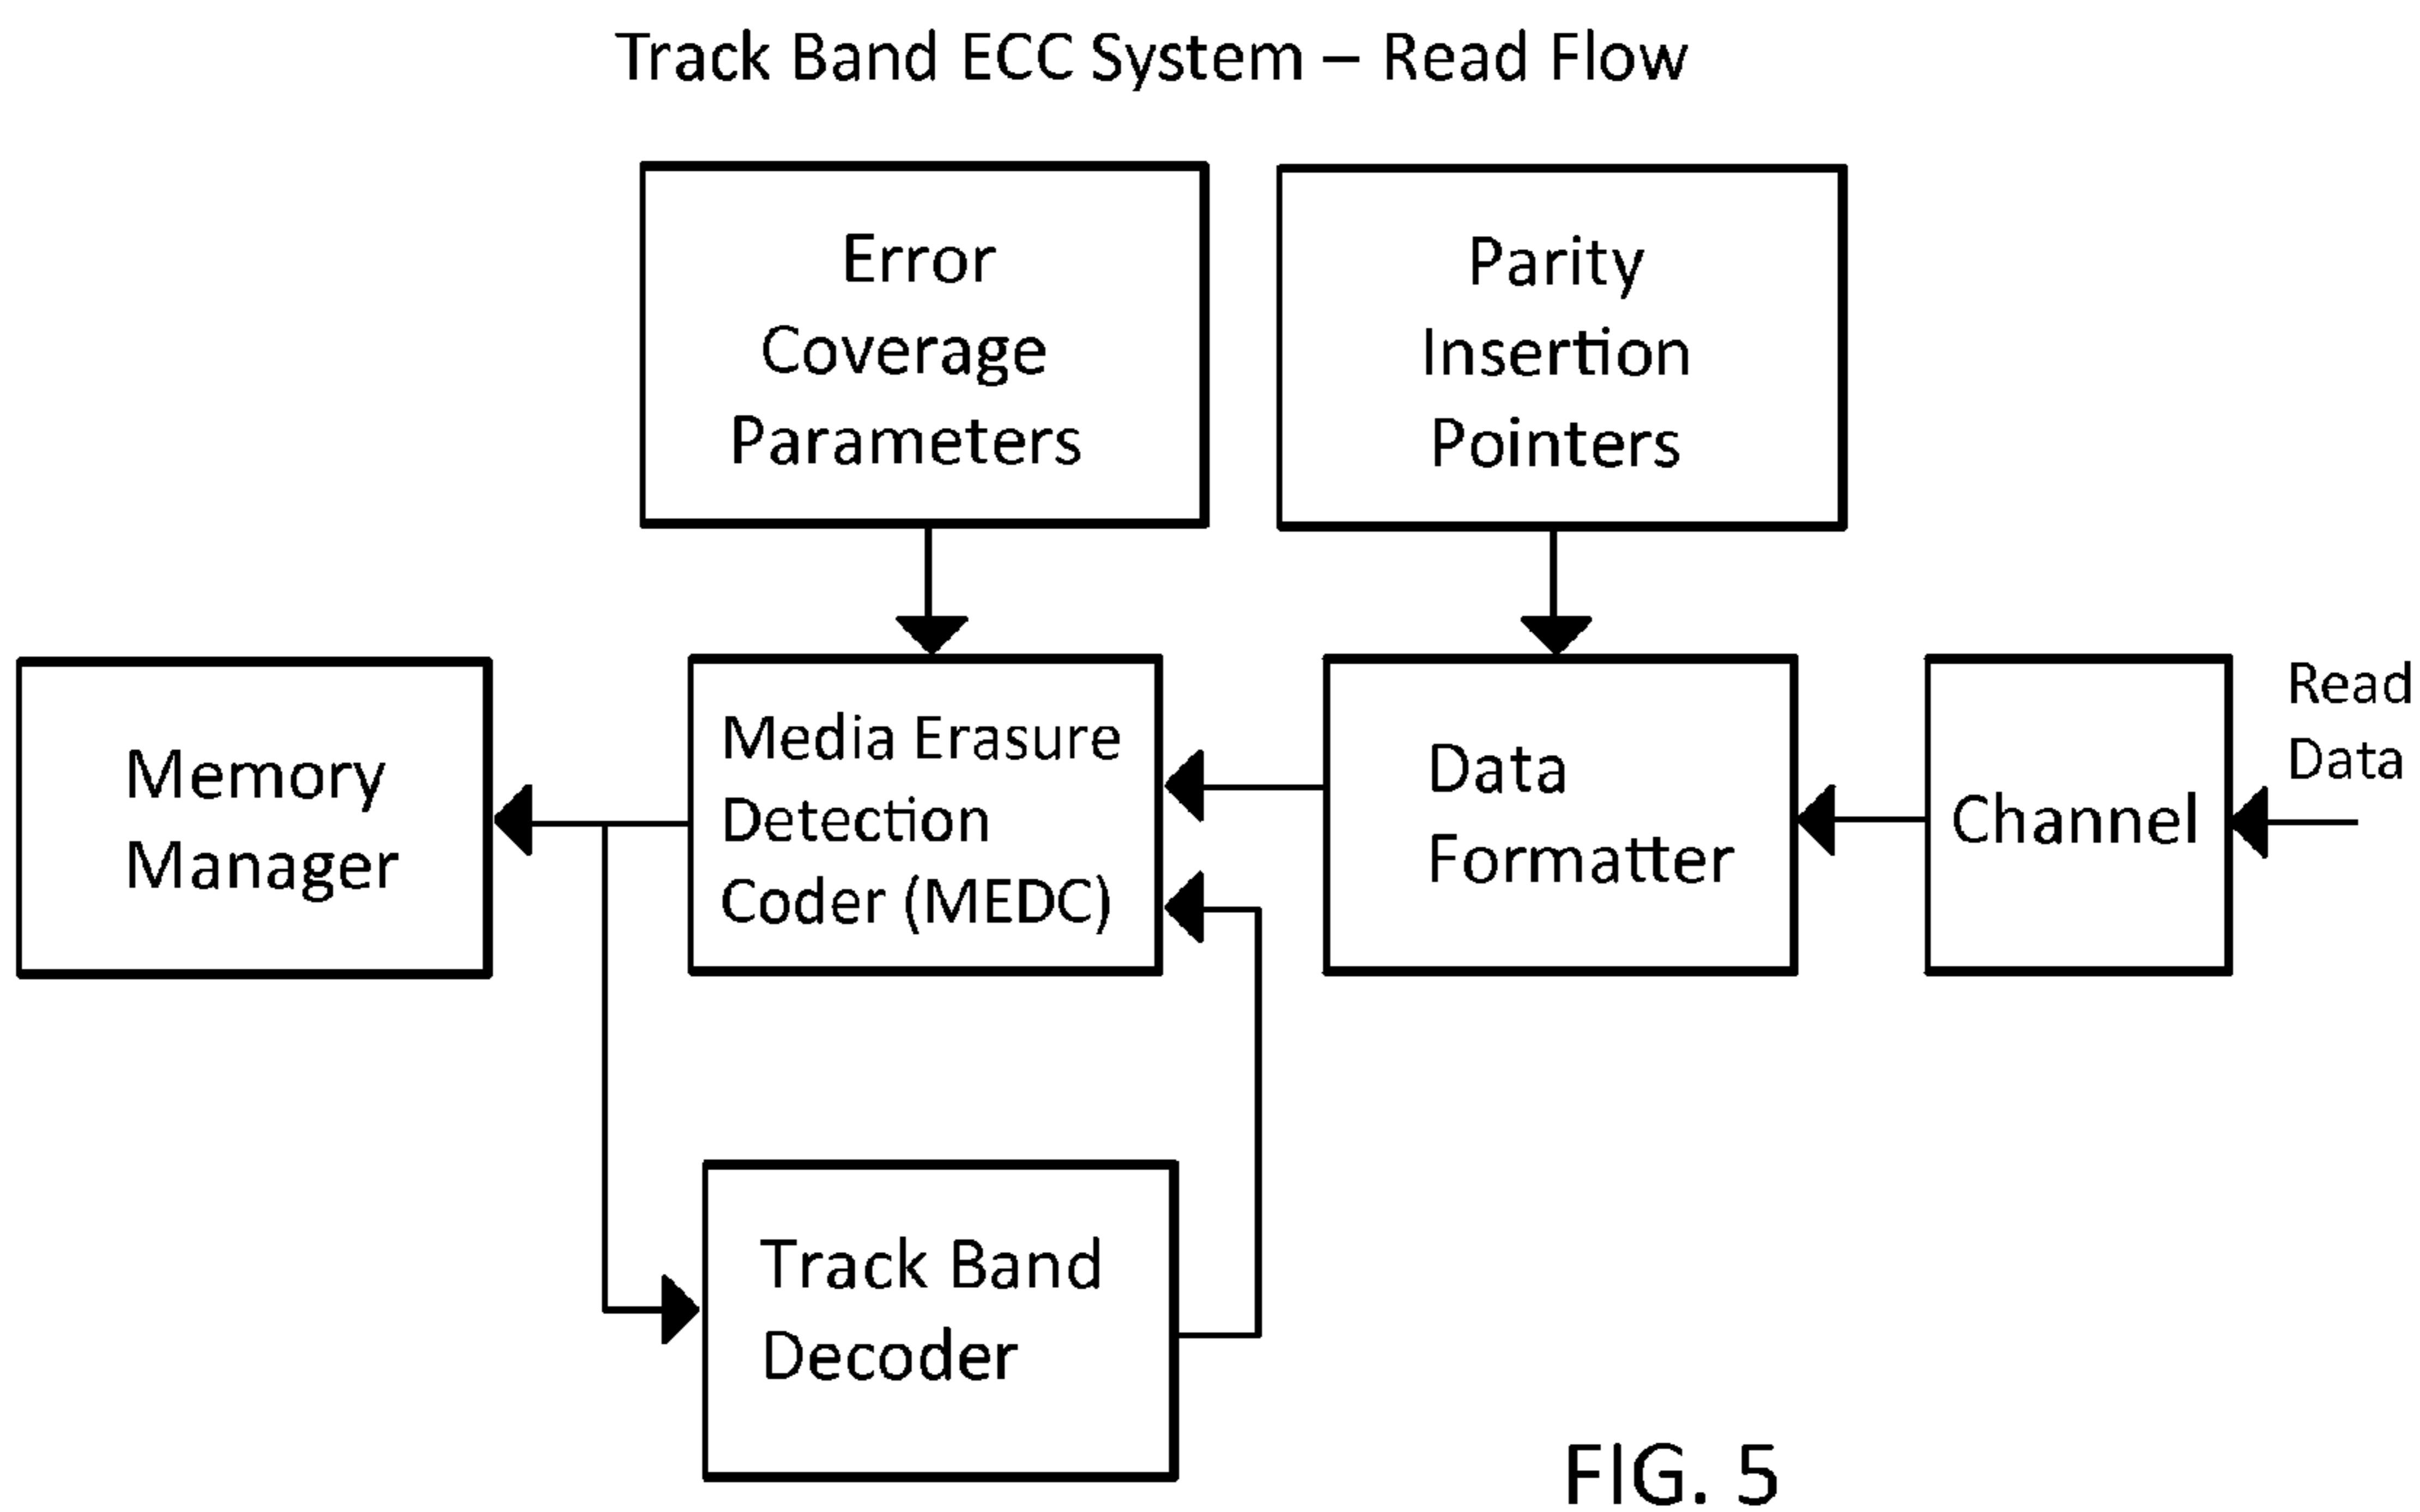 Track Band ECC System – Read Flow
Error
Coverage
Parameters
Parity
Insertion
Pointers
Memory
Manager
Media Erasure
Detection
Coder (MEDC)
Data
Formatter
Channel
Read
Data
Track Band
Decoder
FIG. 5